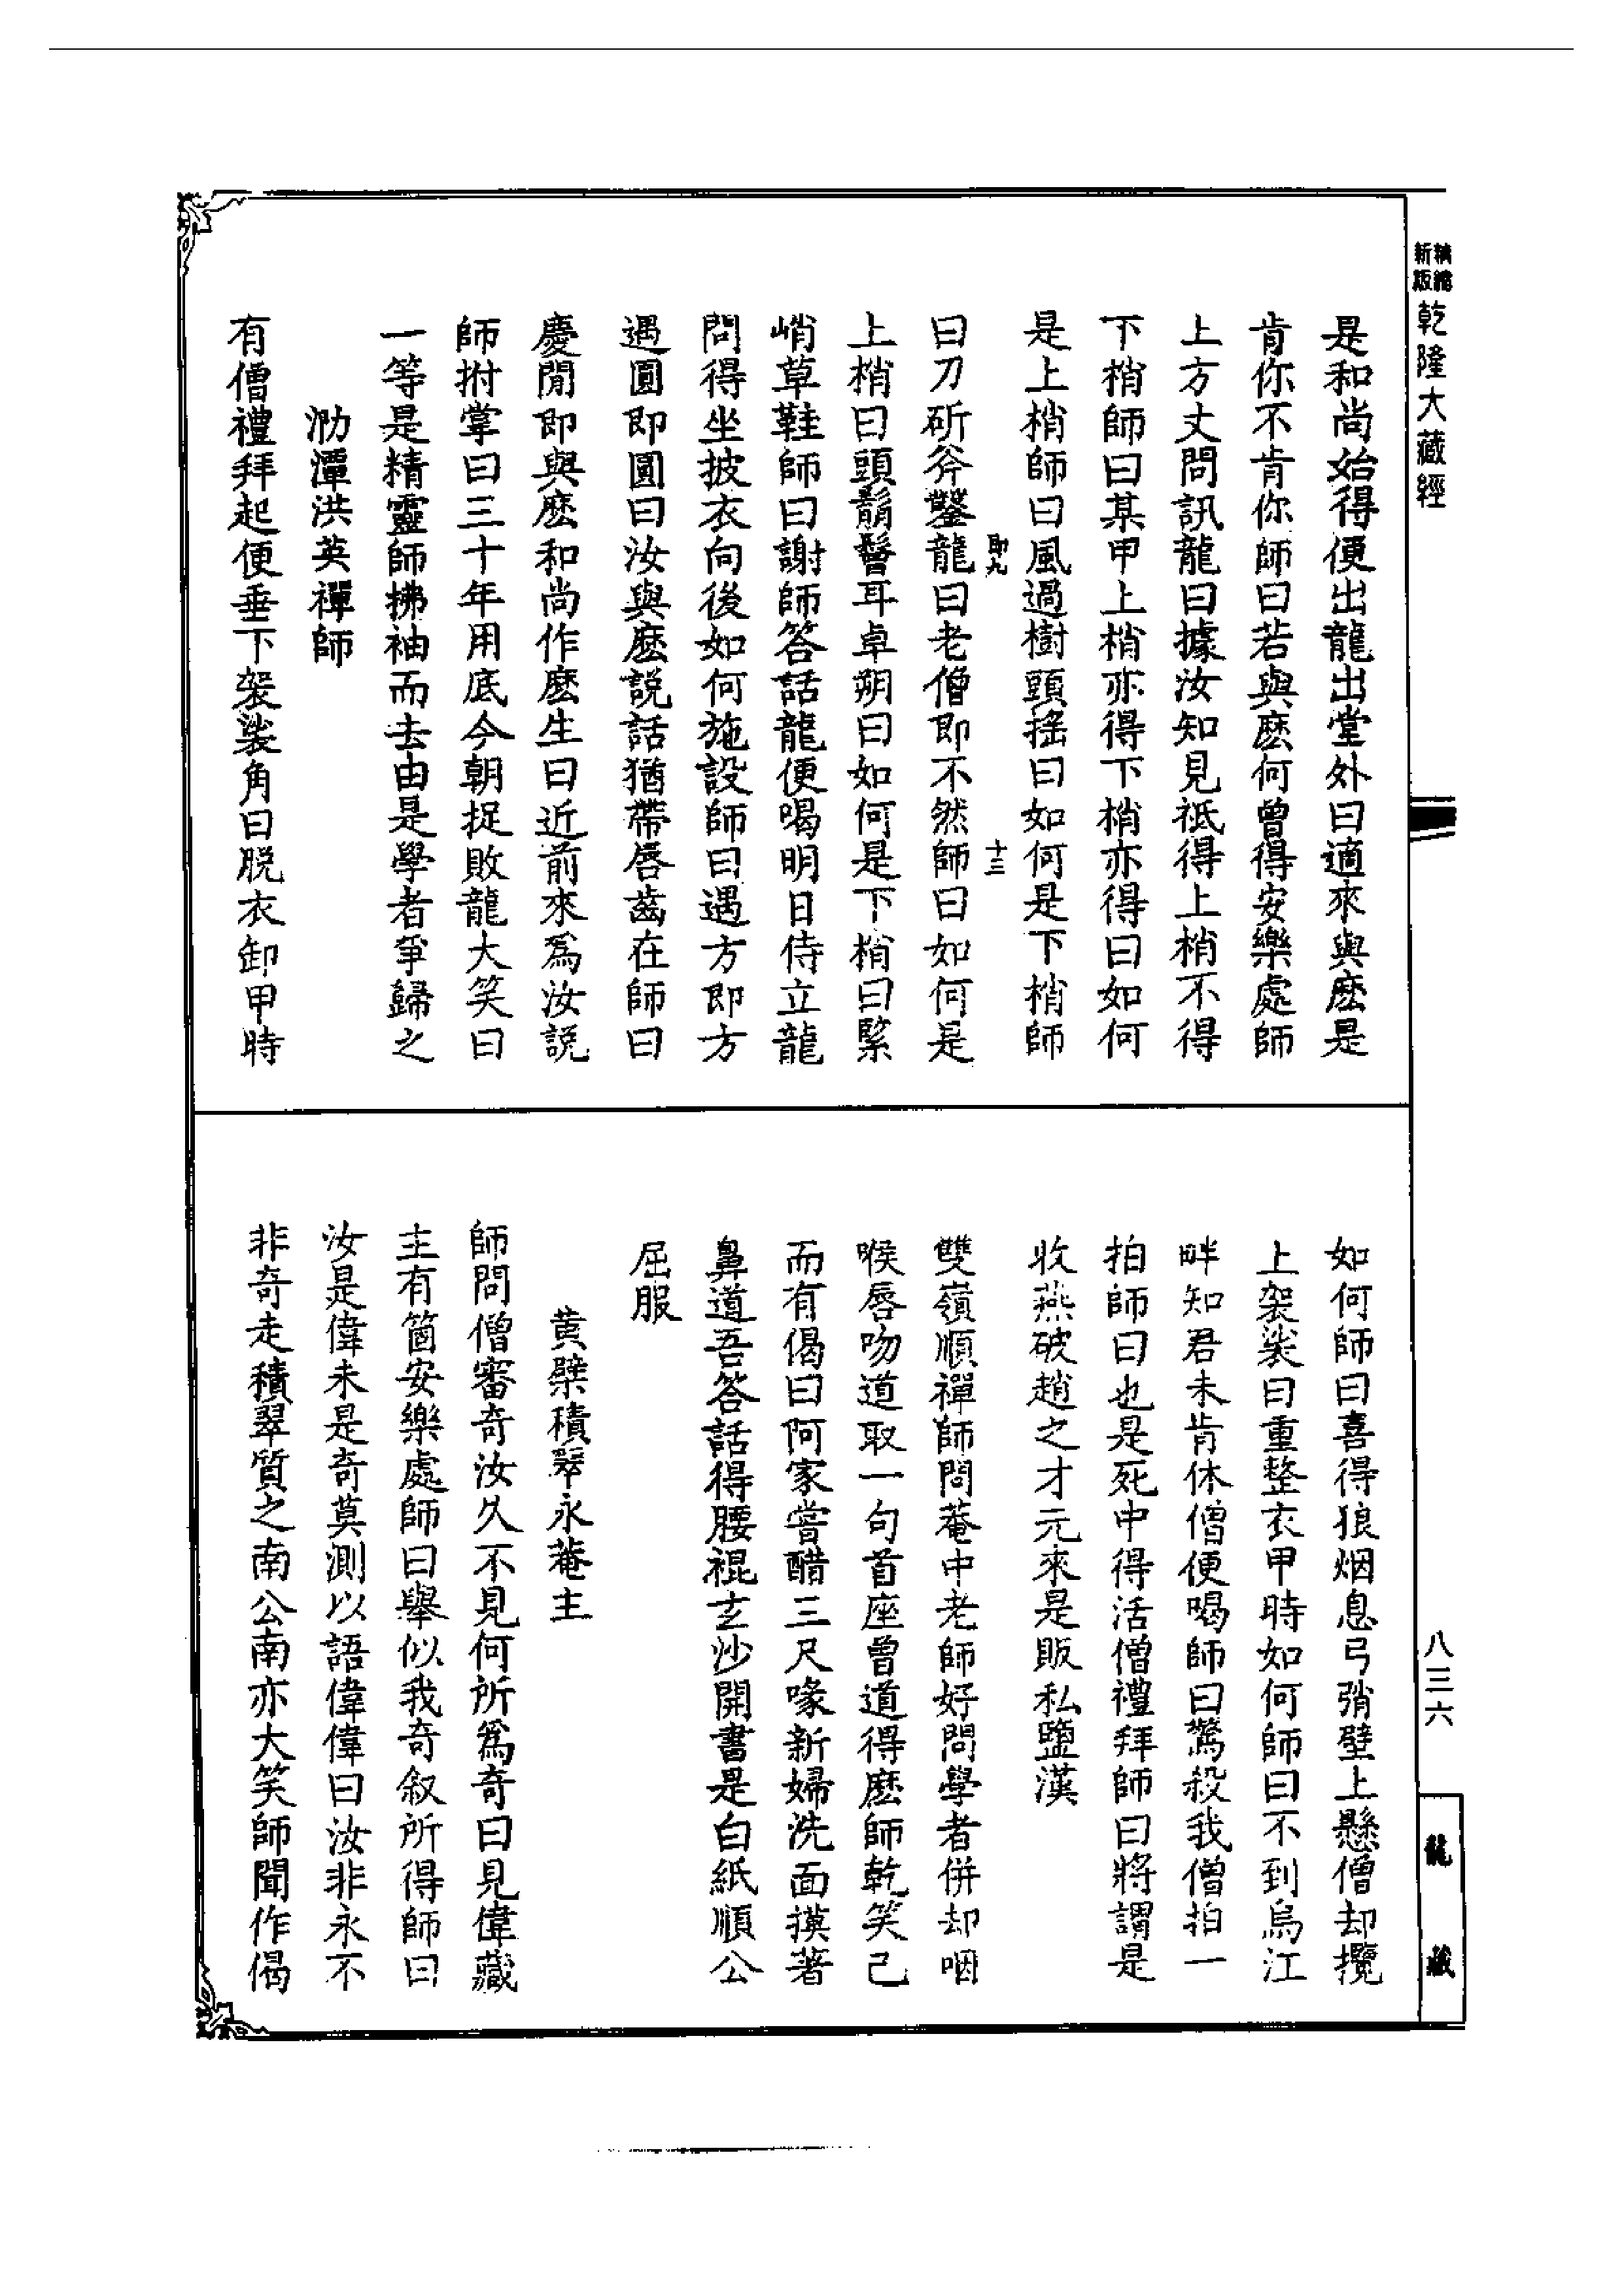 精縮
新版
乾隆大藏經
是和尚始得便出龍出堂外曰適來與麽是
肯你不肯你師曰若與麽何曾得安樂處師
上方丈問訊龍曰據汝知見祇得上梢不得
下梢師曰某甲上梢亦得下梢亦得曰如何
是上梢師曰風過樹頭揺曰如何是下梢師
曰刀斫斧鑿龍曰老僧即不然師曰如何是
上梢曰頭鬅鬙耳卓朔曰如何是下梢曰緊
峭草鞋師曰謝師答話龍便喝明日侍立龍
問得坐披衣向後如何施設師曰遇方即方
遇圓即圓曰汝與麽説話猶帶唇齒在師曰
慶閒即與麽和尚作麽生曰近前來爲汝説
師拊掌曰三十年用底今朝捉敗龍大笑曰
一等是精靈師拂袖而去由是學者爭歸之
泐潭洪英禪師
有僧禮拜起便垂下袈裟角曰脱衣卸甲時
十三
如何師曰喜得狼烟息弓弰壁上懸僧却攬
上袈裟曰重整衣甲時如何師曰不到烏江
畔知君未肯休僧便喝師曰驚殺我僧拍一
拍師曰也是死中得活僧禮拜師曰將謂是
收燕破趙之才元來是販私鹽漢
雙嶺順禪師問菴中老師好問學者併却咽
喉唇吻道取一句首座曾道得麽師乾笑已
而有偈曰阿家嘗醋三尺喙新婦洗面摸著
鼻道吾答話得腰裩玄沙開書是白紙順公
屈服
黄檗積翠永菴主
師問僧審奇汝久不見何所爲奇曰見偉藏
主有箇安樂處師曰舉似我奇叙所得師曰
汝是偉未是奇莫測以語偉偉曰汝非永不
非奇走積翠質之南公南亦大笑師聞作偈
八三六
龍藏